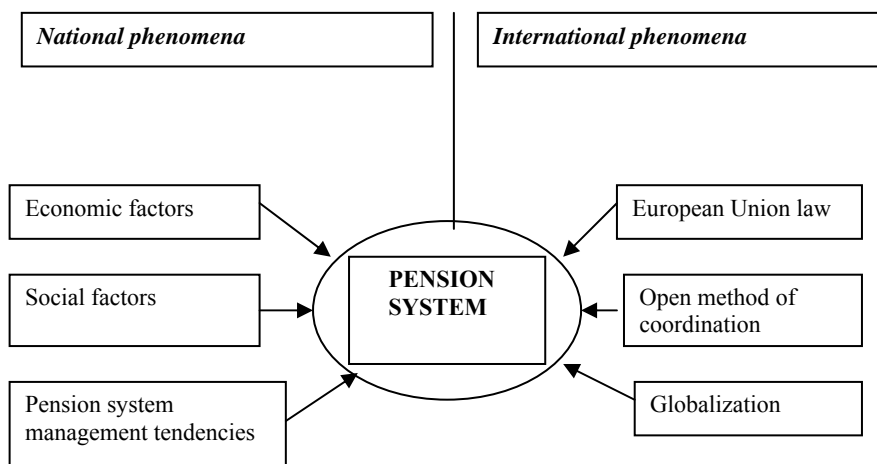 National phenomena
International phenomena
Economic factors
Social factors
Pension system
management tendencies
PENSION
SYSTEM
European Union law
Open method of
coordination
Globalization